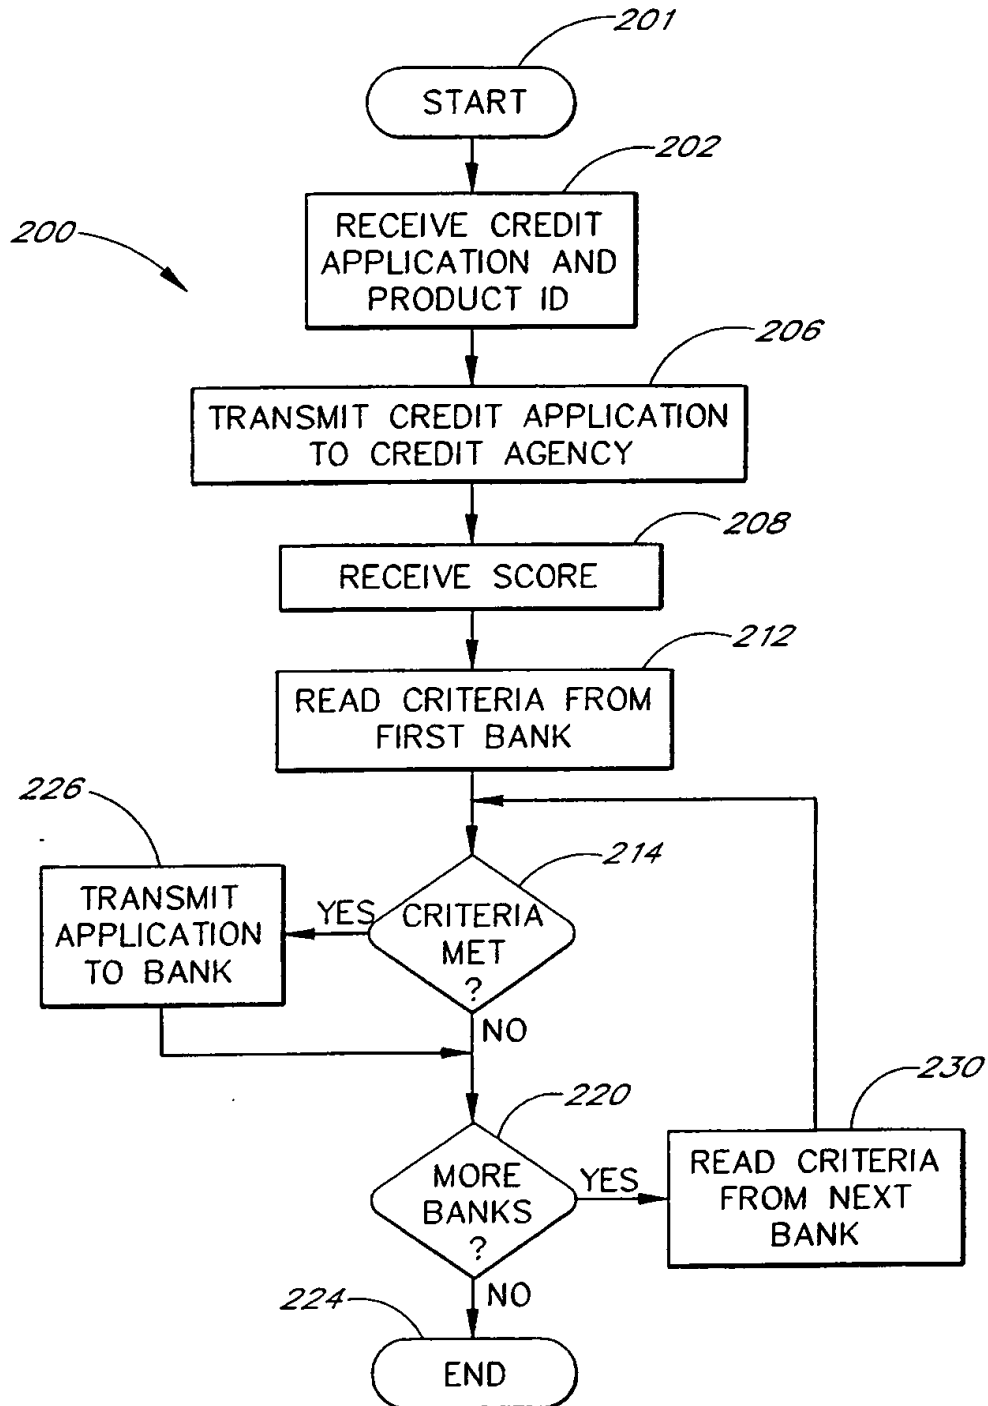 201
START
202
RECEIVE CREDIT
APPLICATION AND
PRODUCT ID
200
206
TRANSMIT CREDIT APPLICATION
TO CREDIT AGENCY
208
RECEIVE SCORE
212
READ CRITERIA FROM
FIRST BANK
226
214
TRANSMIT
APPLICATION
TO BANK
YES
CRITERIA
MET
?
NO
220
230
MORE
BANKS
?
YES
READ CRITERIA
FROM NEXT
BANK
224
NO
END